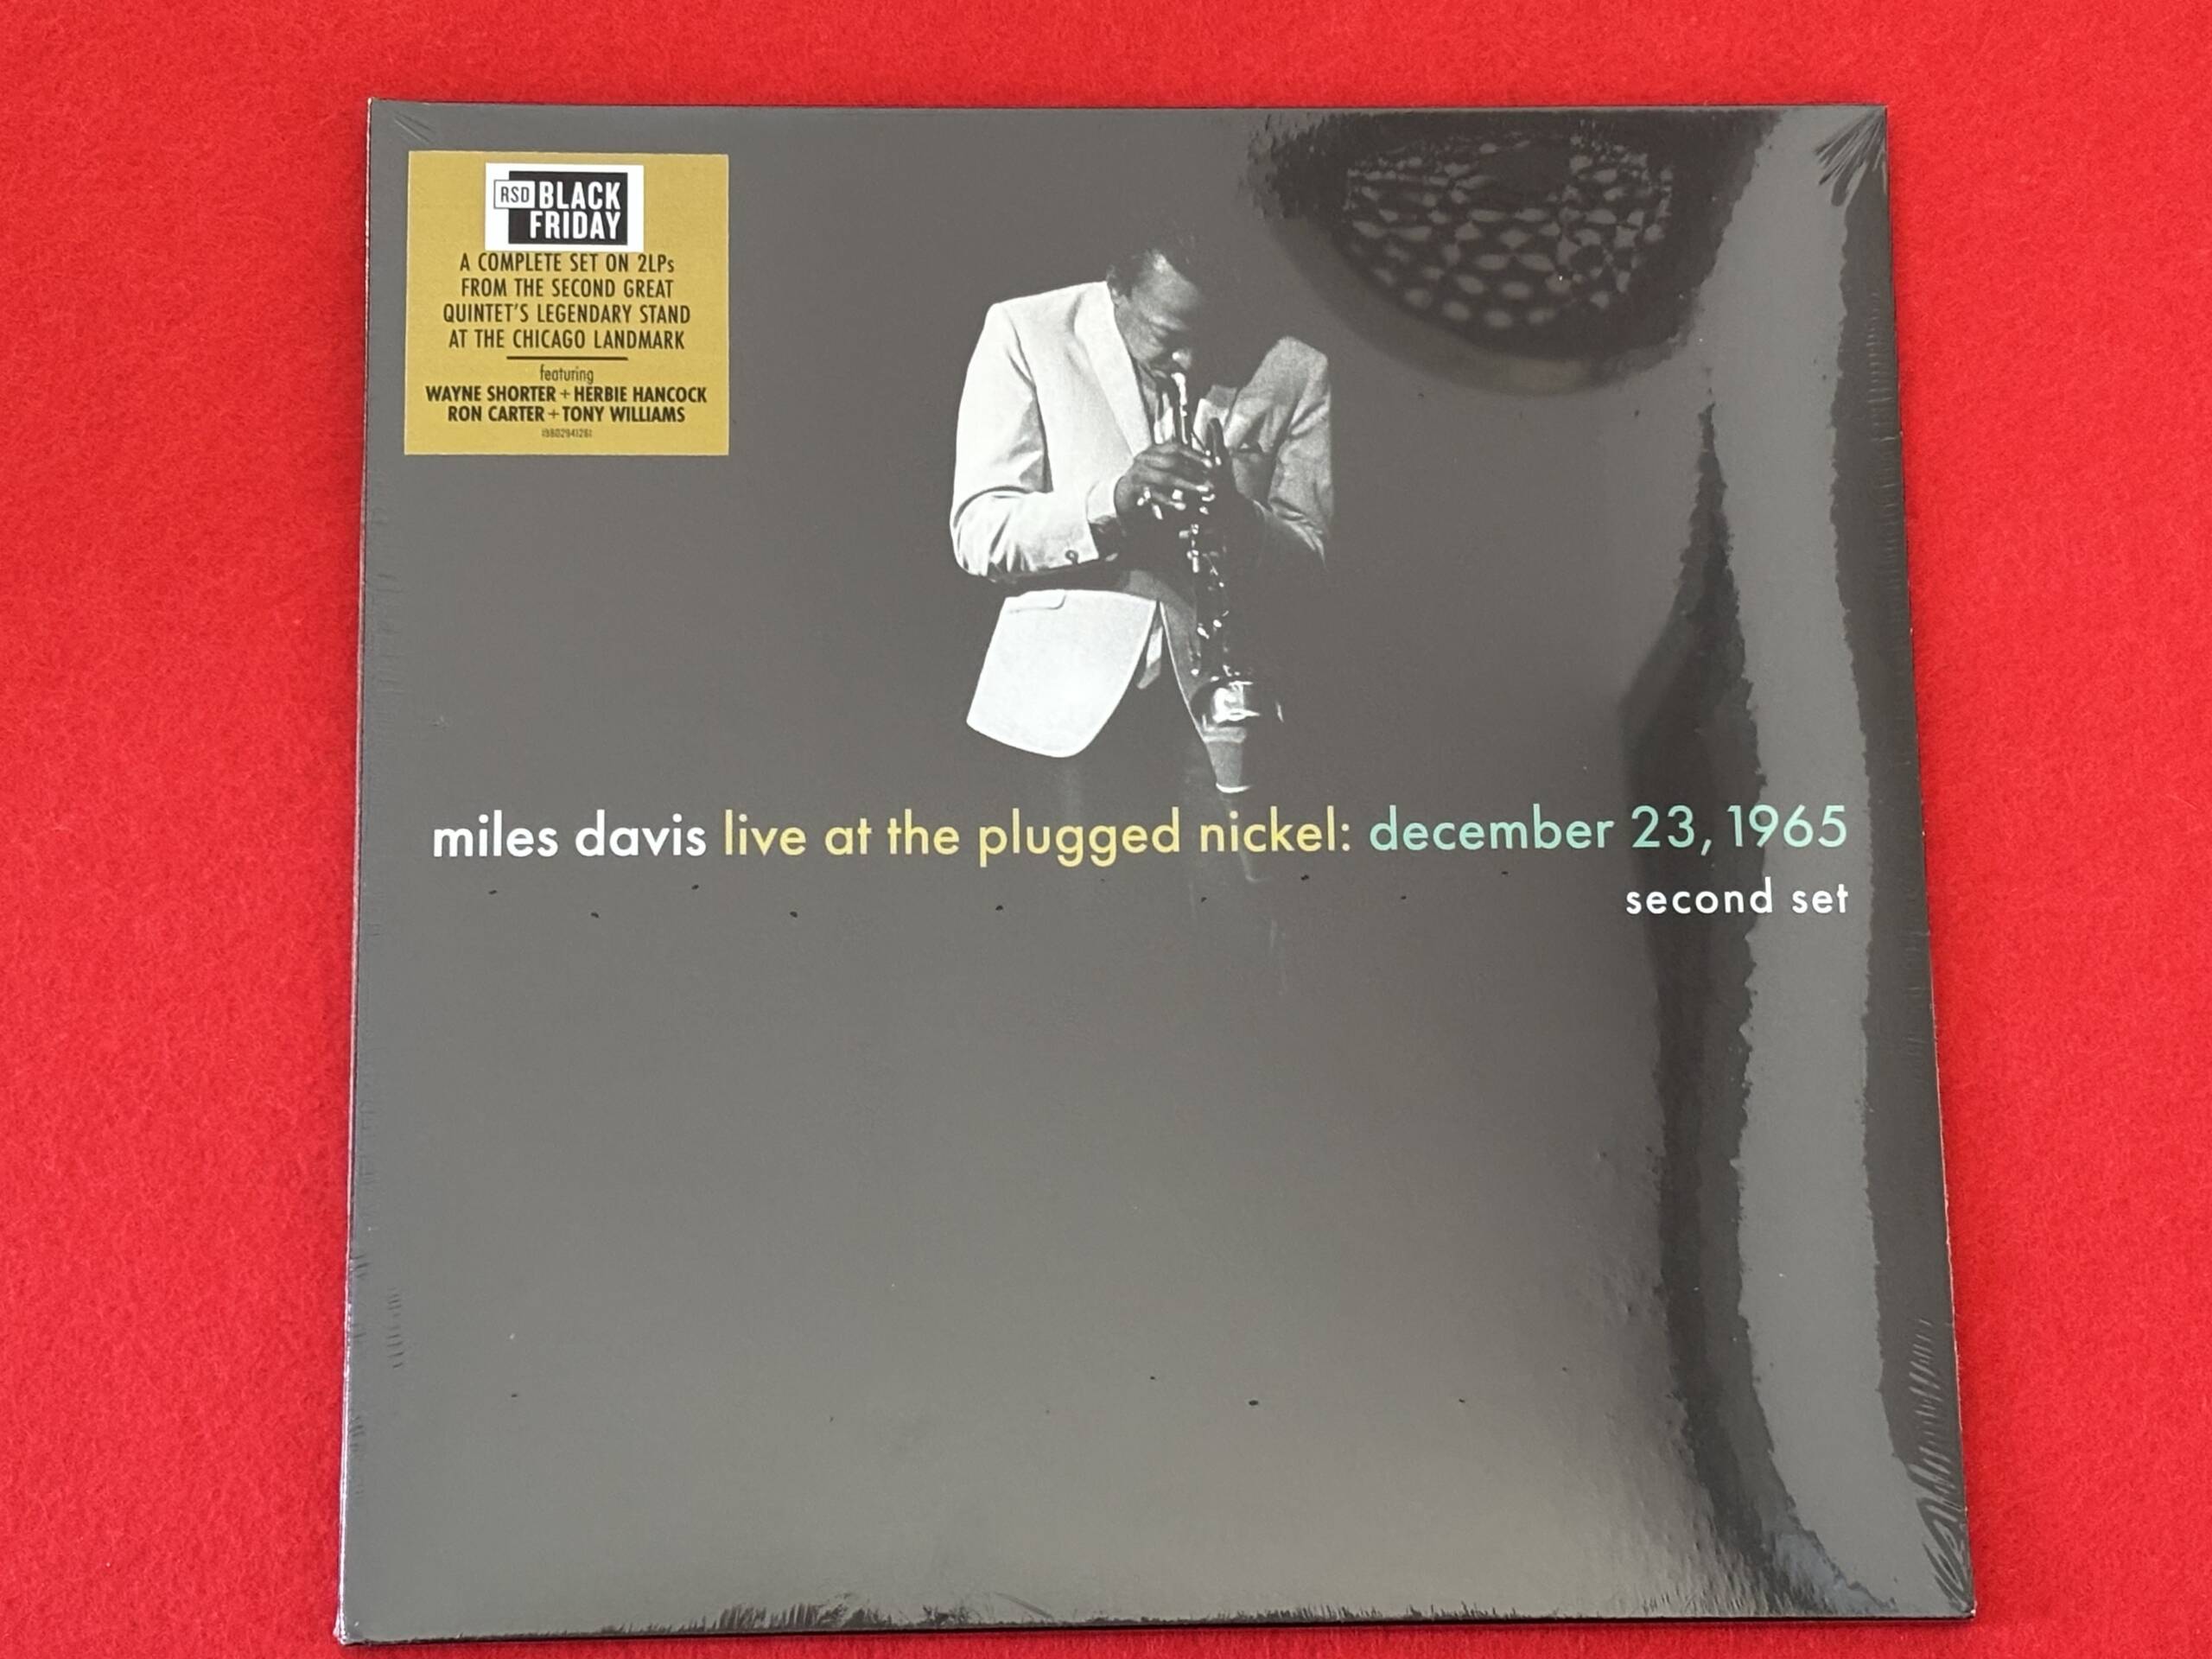 RSD BLACK
FRIDAY
A COMPLETE SET ON 2LPs
FROM THE SECOND GREAT
QUINTET'S LEGENDARY STAND
AT THE CHICAGO LANDMARK
featuring
WAYNE SHORTER + HERBIE HANCOCK
RON CARTER + TONY WILLIAMS
19802941281
miles davis live at the plugged nickel: december 23, 1965
second set